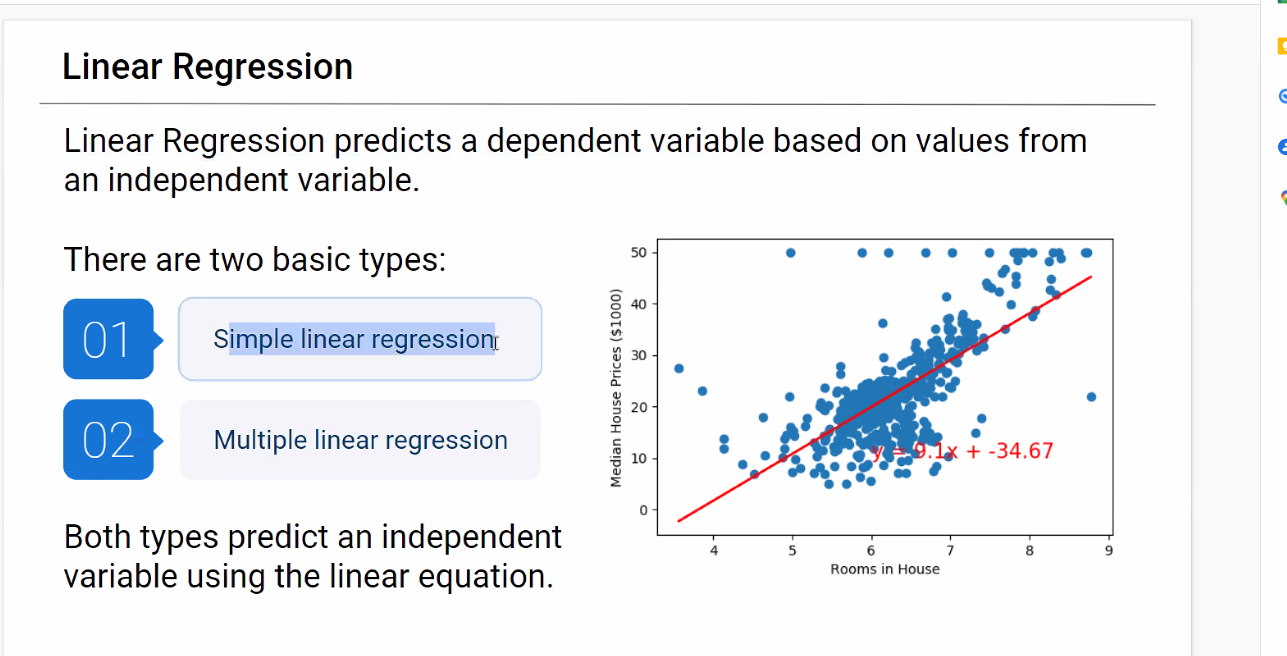 Linear Regression
Linear Regression predicts a dependent variable based on values from
an independent variable.
There are two basic types:
01
Simple linear regression
02
Multiple linear regression
Both types predict an independent
variable using the linear equation.
Median House Prices ($1000)
50
40
30
20
10
0
y = 9.1x + -34.67
4 5 6 7 8 9
Rooms in House